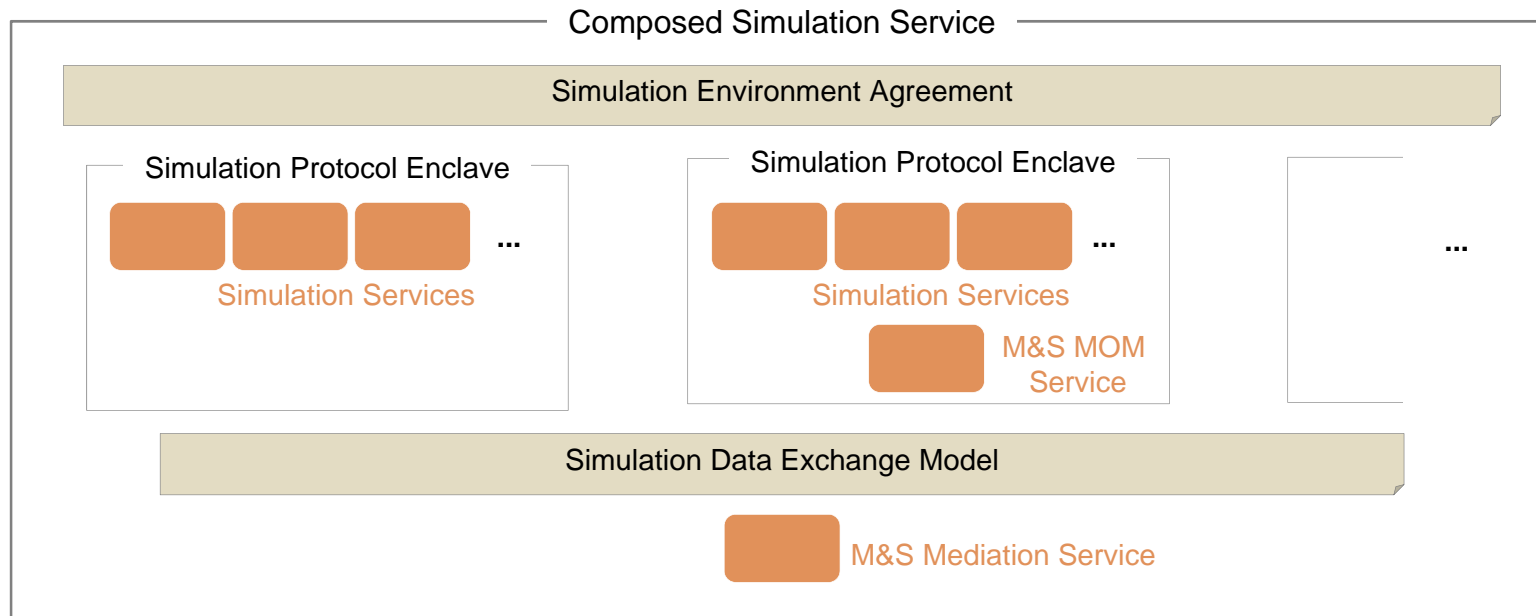 Composed Simulation Service
Simulation Environment Agreement
Simulation Protocol Enclave
...
Simulation Services
Simulation Protocol Enclave
...
Simulation Services
M&S MOM
Service
...
Simulation Data Exchange Model
M&S Mediation Service